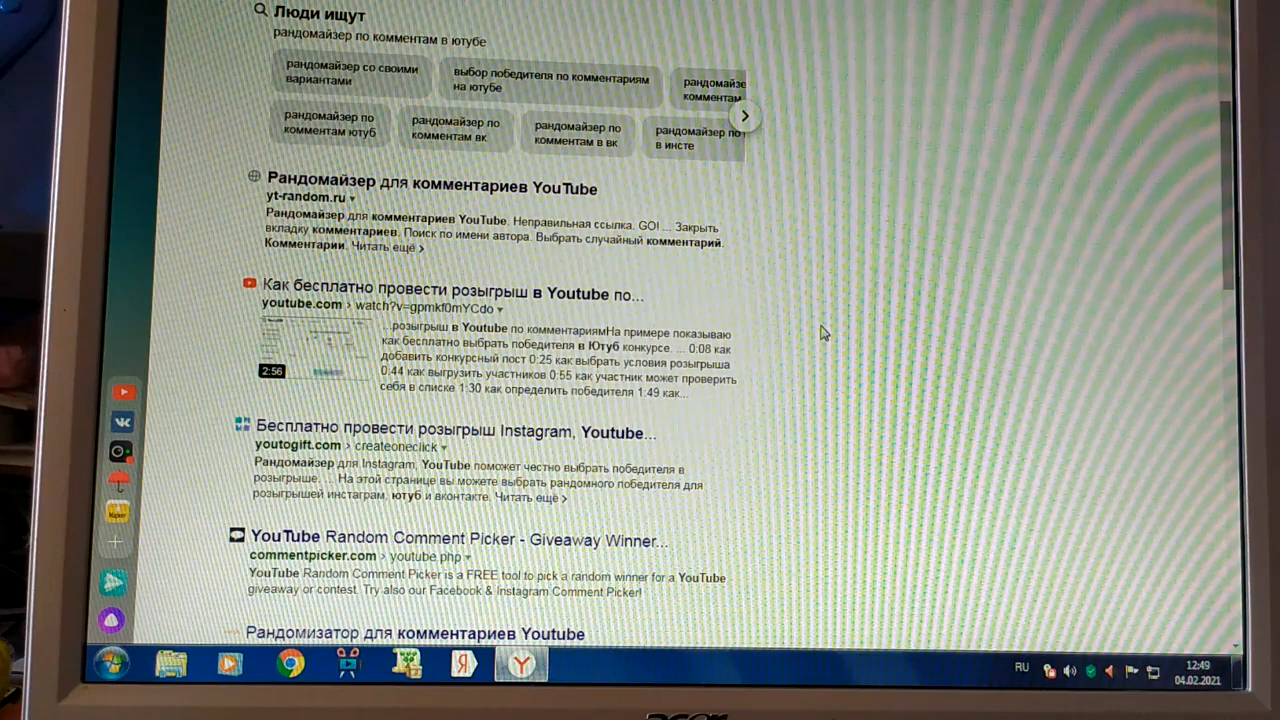 Люди ищут
рандомайзер по комментам в ютубе
рандомайзер со своими
вариантами
выбор победителя по комментариям
на ютубе
рандомайзе
комментам
рандомайзер по
комментам ютуб
рандомайзер по
комментам вк
рандомайзер по
комментам в вк
рандомайзер по
в инсте
Рандомайзер для комментариев YouTube
yt-random.ru
Рандомайзер для комментариев YouTube. Неправильная ссылка. GO! ... Закрыть
вкладку комментариев. Поиск по имени автора. Выбрать случайный комментарий.
Комментарии. Читать ещё >
Как бесплатно провести розыгрыш в Youtube по...
youtube.com › watch?v=gpmkf0mYCdo
...розыгрыш в Youtube по комментариямНа примере показываю
как бесплатно выбрать победителя в Ютуб конкурсе. ... 0:08 как
добавить конкурсный пост 0:25 как выбрать условия розыгрыша
0:44 как выгрузить участников 0:55 как участник может проверить
себя в списке 1:30 как определить победителя 1:49 как...
2:56
Бесплатно провести розыгрыш Instagram, Youtube...
youtogift.com › createoneclick
Рандомайзер для Instagram, YouTube поможет честно выбрать победителя в
розыгрыше. ... На этой странице вы можете выбрать рандомного победителя для
розыгрышей инстаграм, ютуб и вконтакте. Читать ещё >
YouTube Random Comment Picker - Giveaway Winner...
commentpicker.com › youtube.php
YouTube Random Comment Picker is a FREE tool to pick a random winner for a YouTube
giveaway or contest. Try also our Facebook & Instagram Comment Picker!
Рандомизатор для комментариев Youtube
RU
12:49
04.02.2021
acer